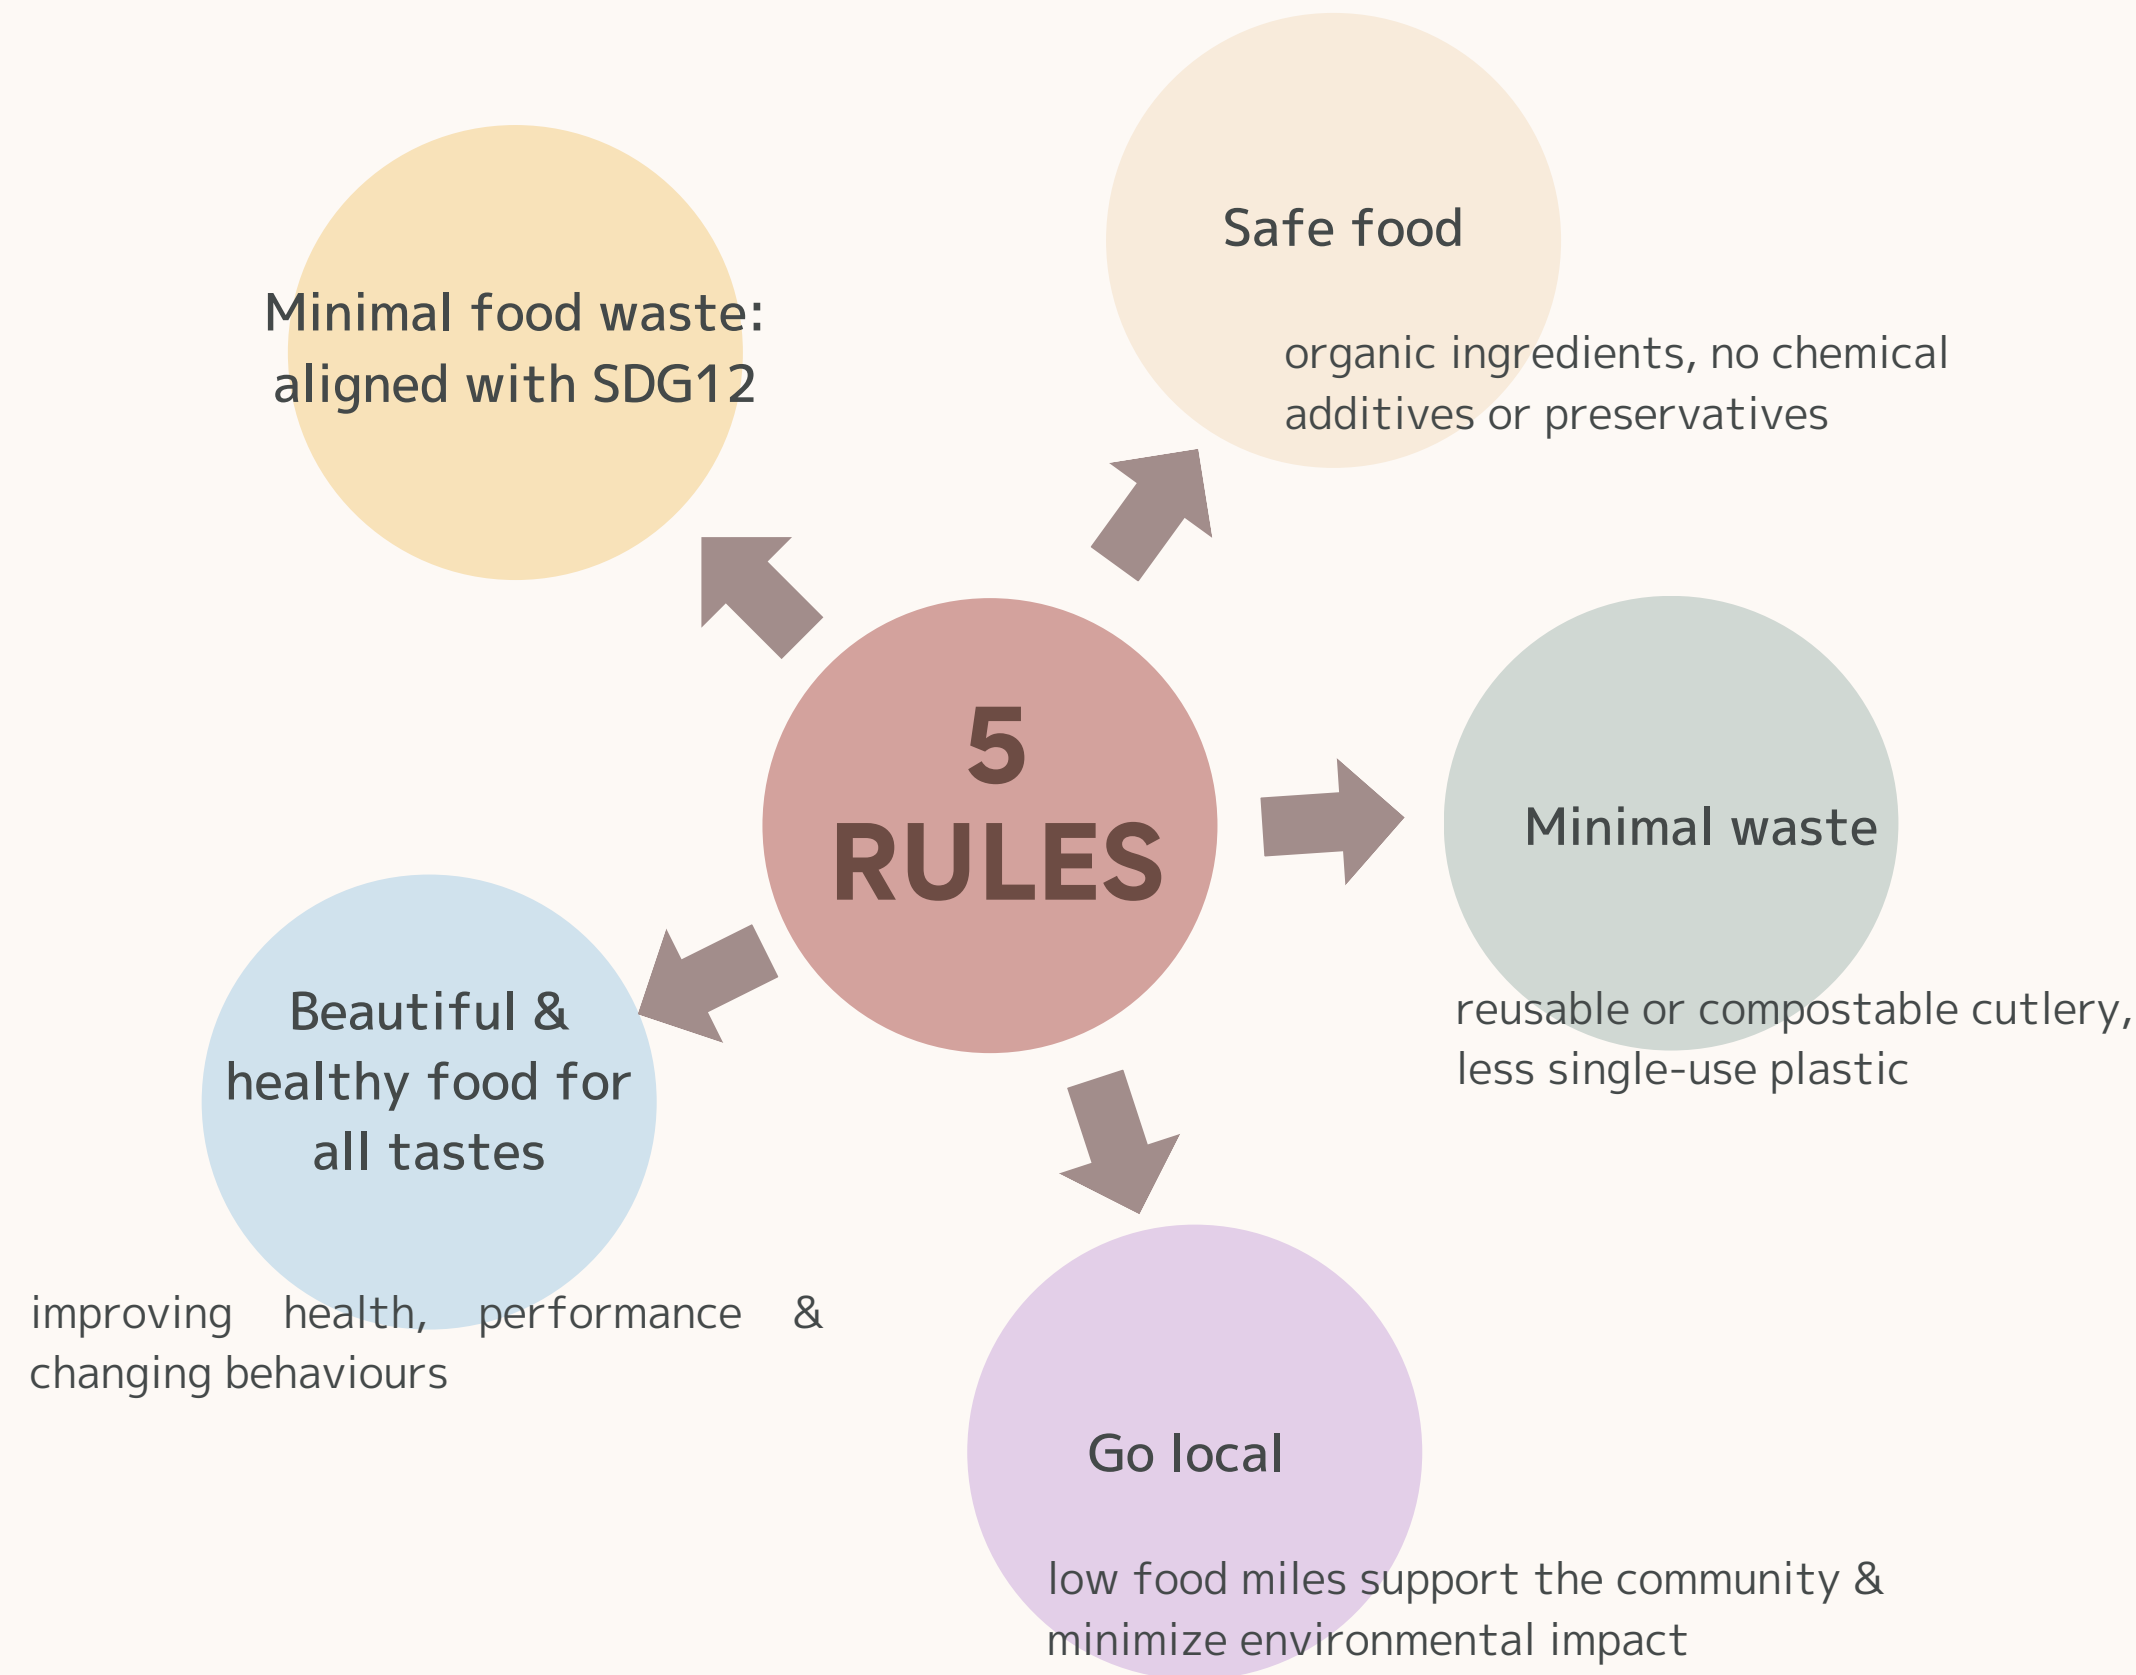 5
RULES
Safe food
organic ingredients, no chemical
additives or preservatives
Minimal waste
reusable or compostable cutlery,
less single-use plastic
Go local
low food miles support the community &
minimize environmental impact
Beautiful &
healthy food for
all tastes
improving health, performance &
changing behaviours
Minimal food waste:
aligned with SDG12